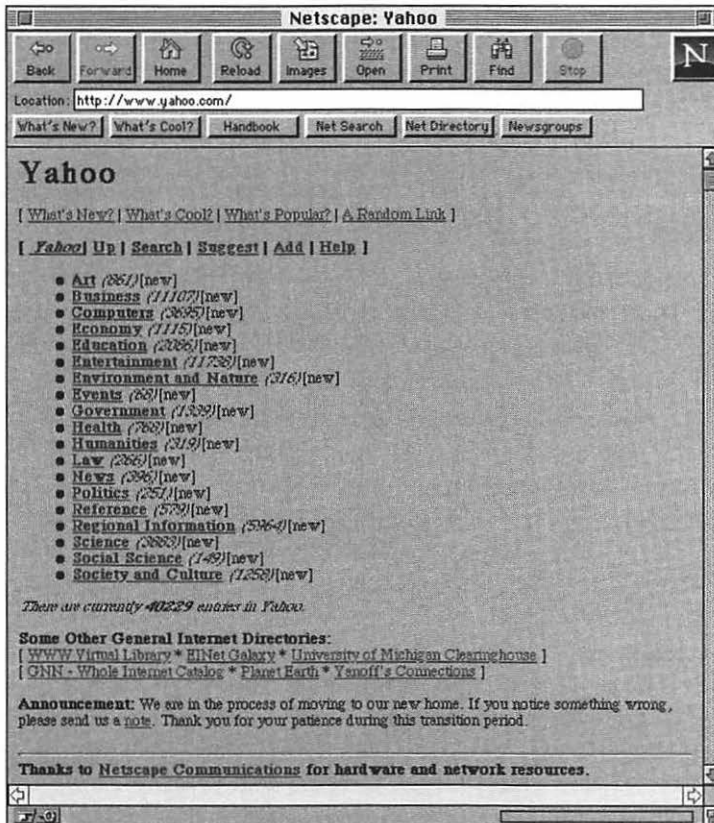 Netscape: Yahoo
Back Forward Home Reload Images Open Print Find Stop
N
Location: http://www.yahoo.com/
What's New? What's Cool? Handbook Net Search Net Directory Newsgroups
Yahoo
[ What's New? | What's Cool? | What's Popular? | A Random Link ]
[ Yahoo | Up | Search | Suggest | Add | Help ]
Art (861)[new]
Business (11107)[new]
Computers (3695)[new]
Economy (1115)[new]
Education (2086)[new]
Entertainment (11738)[new]
Environment and Nature (316)[new]
Events (68)[new]
Government (1339)[new]
Health (768)[new]
Humanities (319)[new]
Law (266)[new]
News (396)[new]
Politics (251)[new]
Reference (579)[new]
Regional Information (5964)[new]
Science (3683)[new]
Social Science (149)[new]
Society and Culture (1258)[new]
There are currently 40229 entries in Yahoo.
Some Other General Internet Directories:
[ WWW Virtual Library * EINet Galaxy * University of Michigan Clearinghouse ]
[ GNN - Whole Internet Catalog * Planet Earth * Yanoff's Connections ]
Announcement: We are in the process of moving to our new home. If you notice something wrong,
please send us a note. Thank you for your patience during this transition period.
Thanks to Netscape Communications for hardware and network resources.